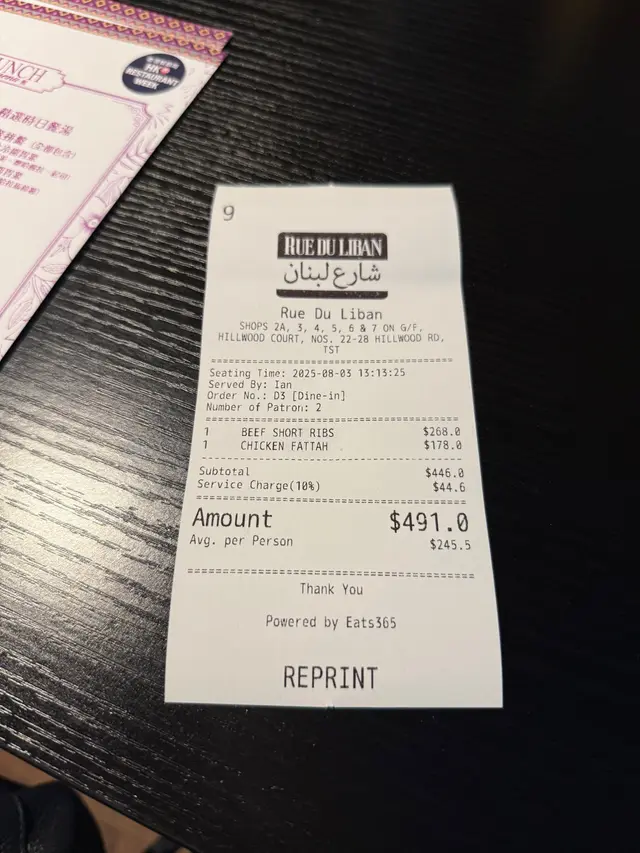 UNCH
HK
RESTAURANT
WEEK
9
RUE DU LIBAN
شارع لبنان
Rue Du Liban
SHOPS 2A, 3, 4, 5, 6 & 7 ON G/F,
HILLWOOD COURT, NOS. 22-28 HILLWOOD RD,
TST
Seating Time: 2025-08-03 13:13:25
Served By: Ian
Order No.: D3 [Dine-in]
Number of Patron: 2
1 BEEF SHORT RIBS $268.0
1 CHICKEN FATTAH $178.0
Subtotal $446.0
Service Charge(10%) $44.6
Amount $491.0
Avg. per Person $245.5
Thank You
Powered by Eats365
REPRINT